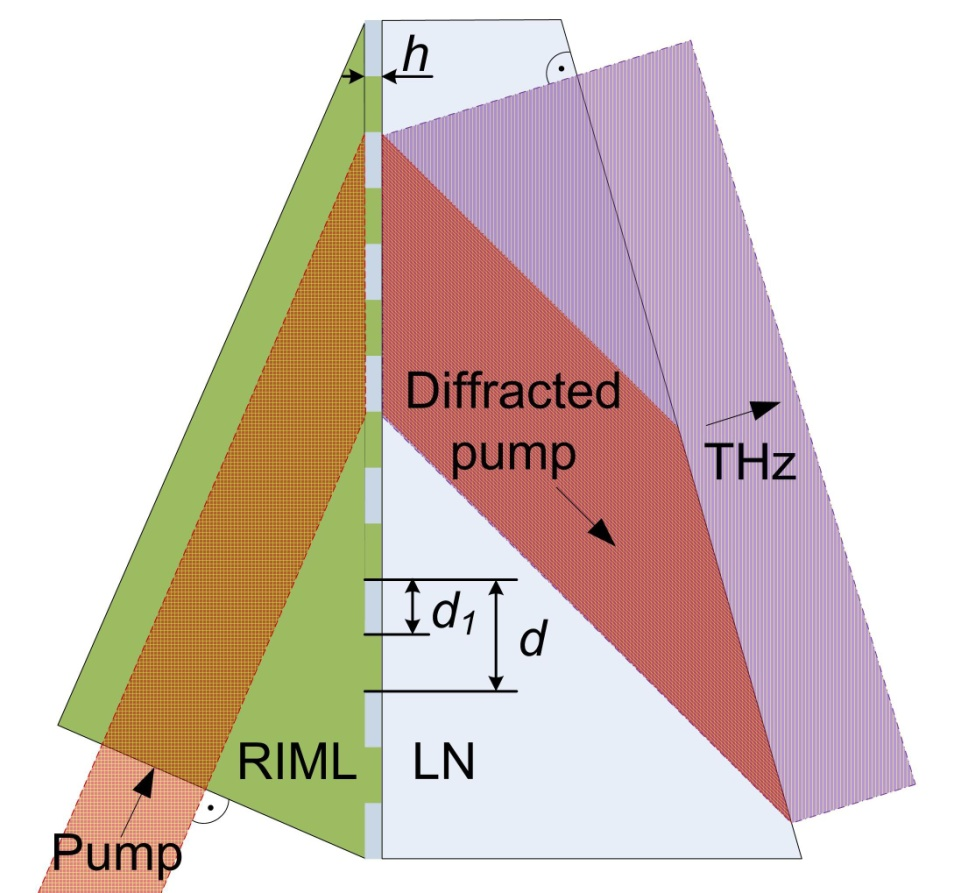 h
Diffracted
pump
THz
d₁
d
RIML
LN
Pump